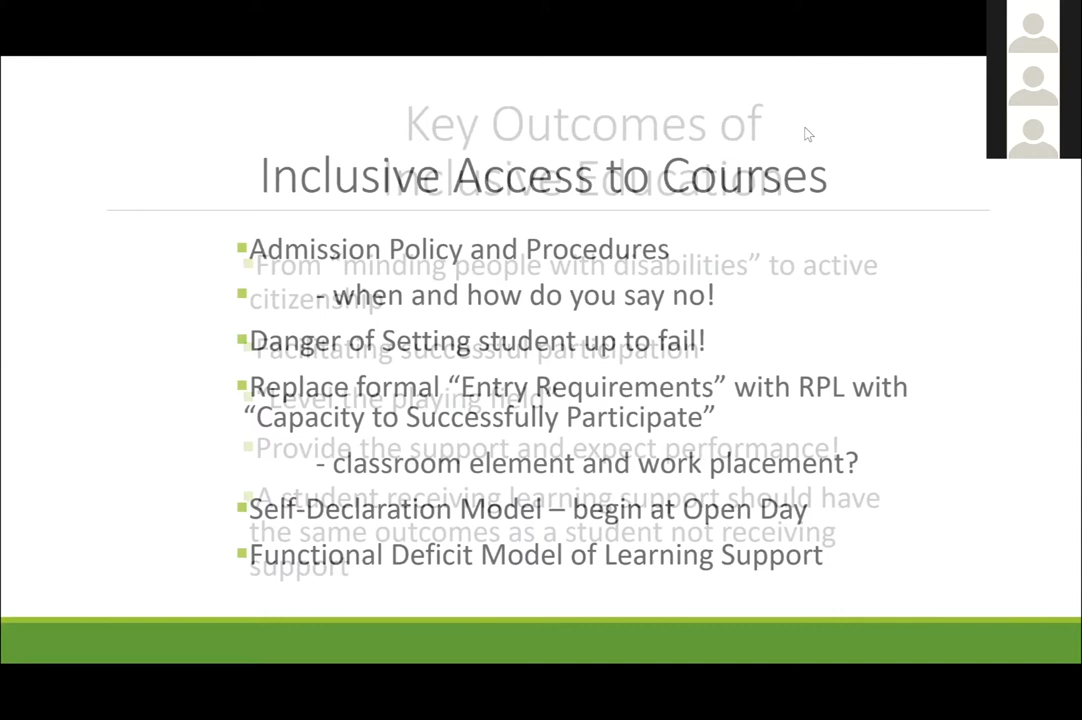 Key Outcomes of
Inclusive Education
Inclusive Access to Courses
Admission Policy and Procedures
From “minding people with disabilities” to active
citizenship
- when and how do you say no!
Danger of Setting student up to fail!
Facilitating successful participation
Replace formal “Entry Requirements” with RPL with
“Level the playing field”
“Capacity to Successfully Participate”
Provide the support and expect performance!
- classroom element and work placement?
A student receiving learning support should have
Self-Declaration Model – begin at Open Day
the same outcomes as a student not receiving
Functional Deficit Model of Learning Support
support